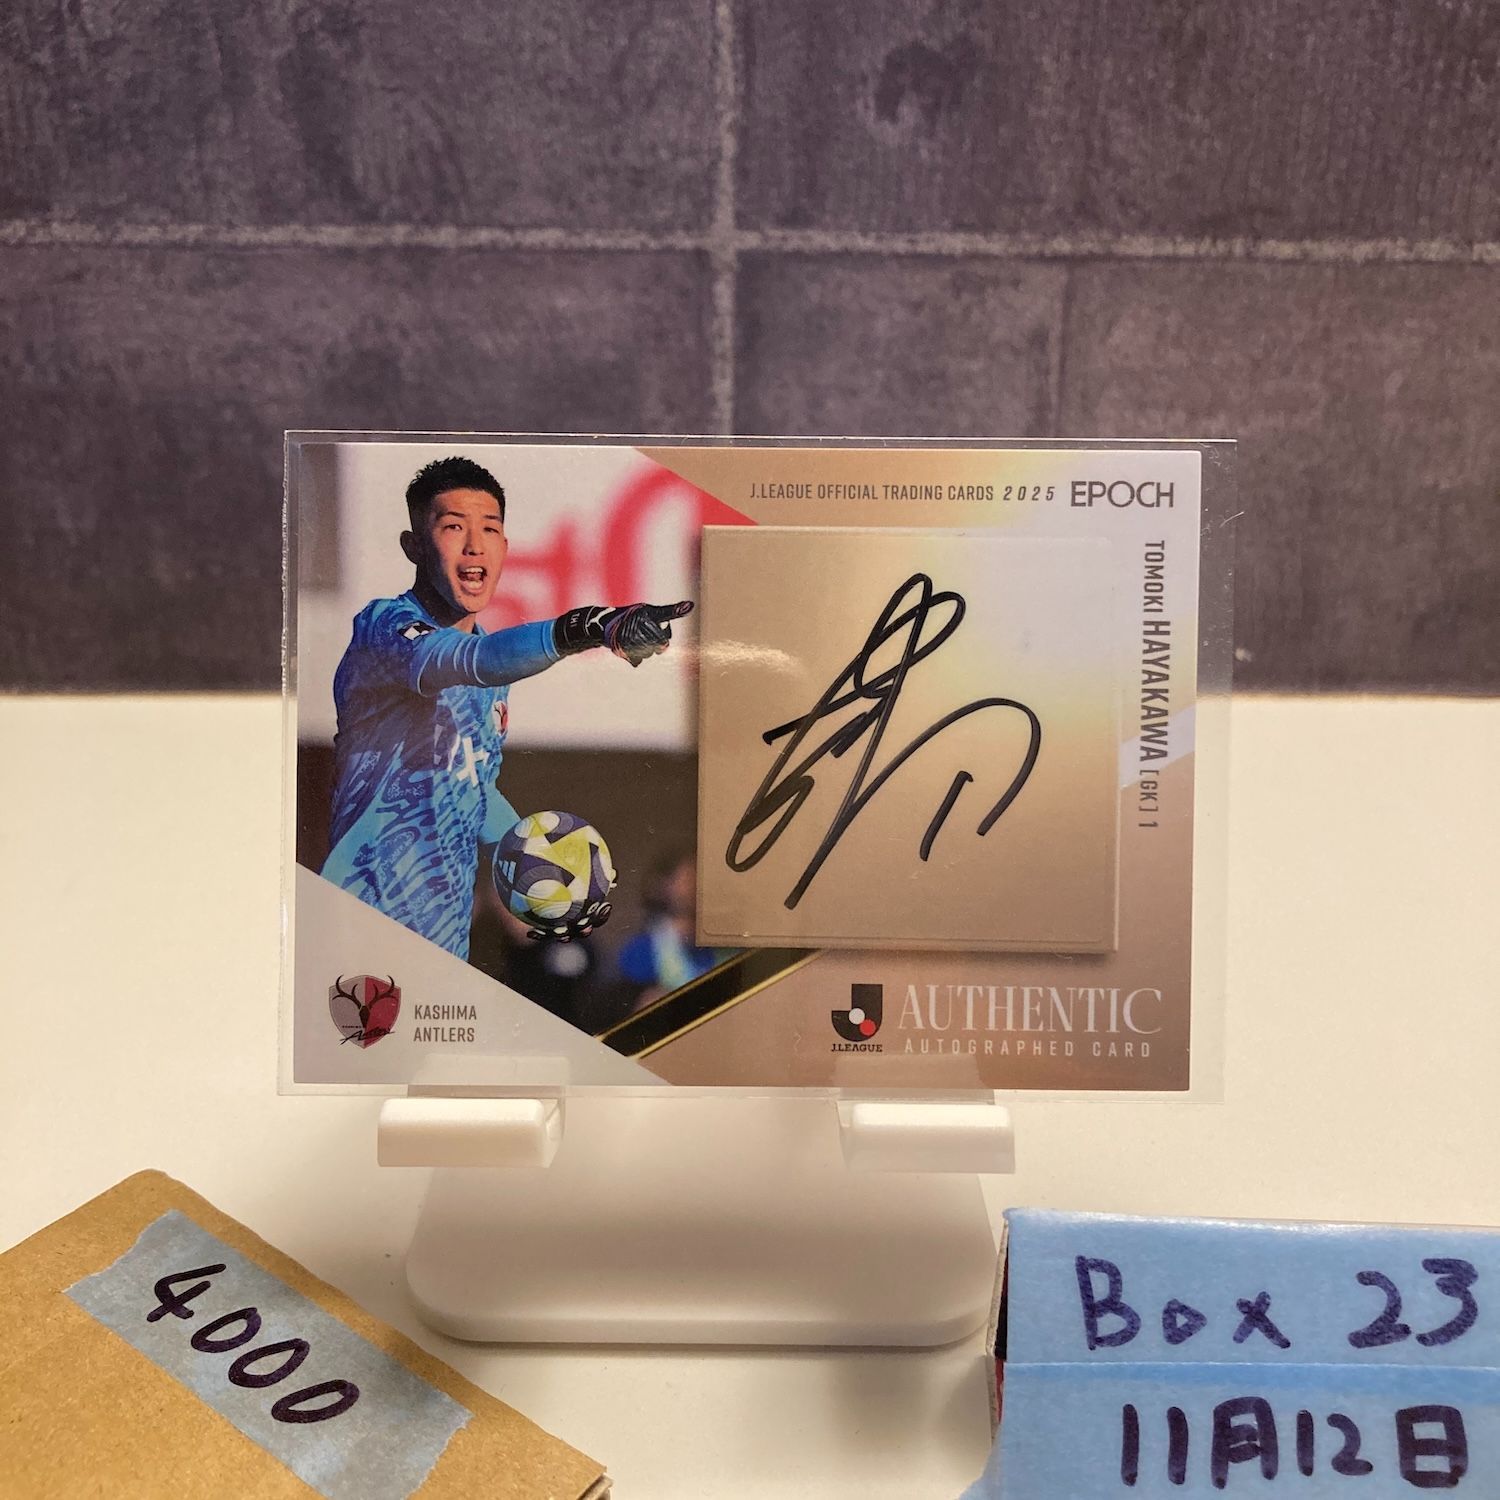 J.LEAGUE OFFICIAL TRADING CARDS 2025 EPOCH
TOMOKI HAYAKAWA [GK] 1
KASHIMA
ANTLERS
J.LEAGUE
AUTHENTIC
AUTOGRAPHED CARD
4000
Box 23
11月12日